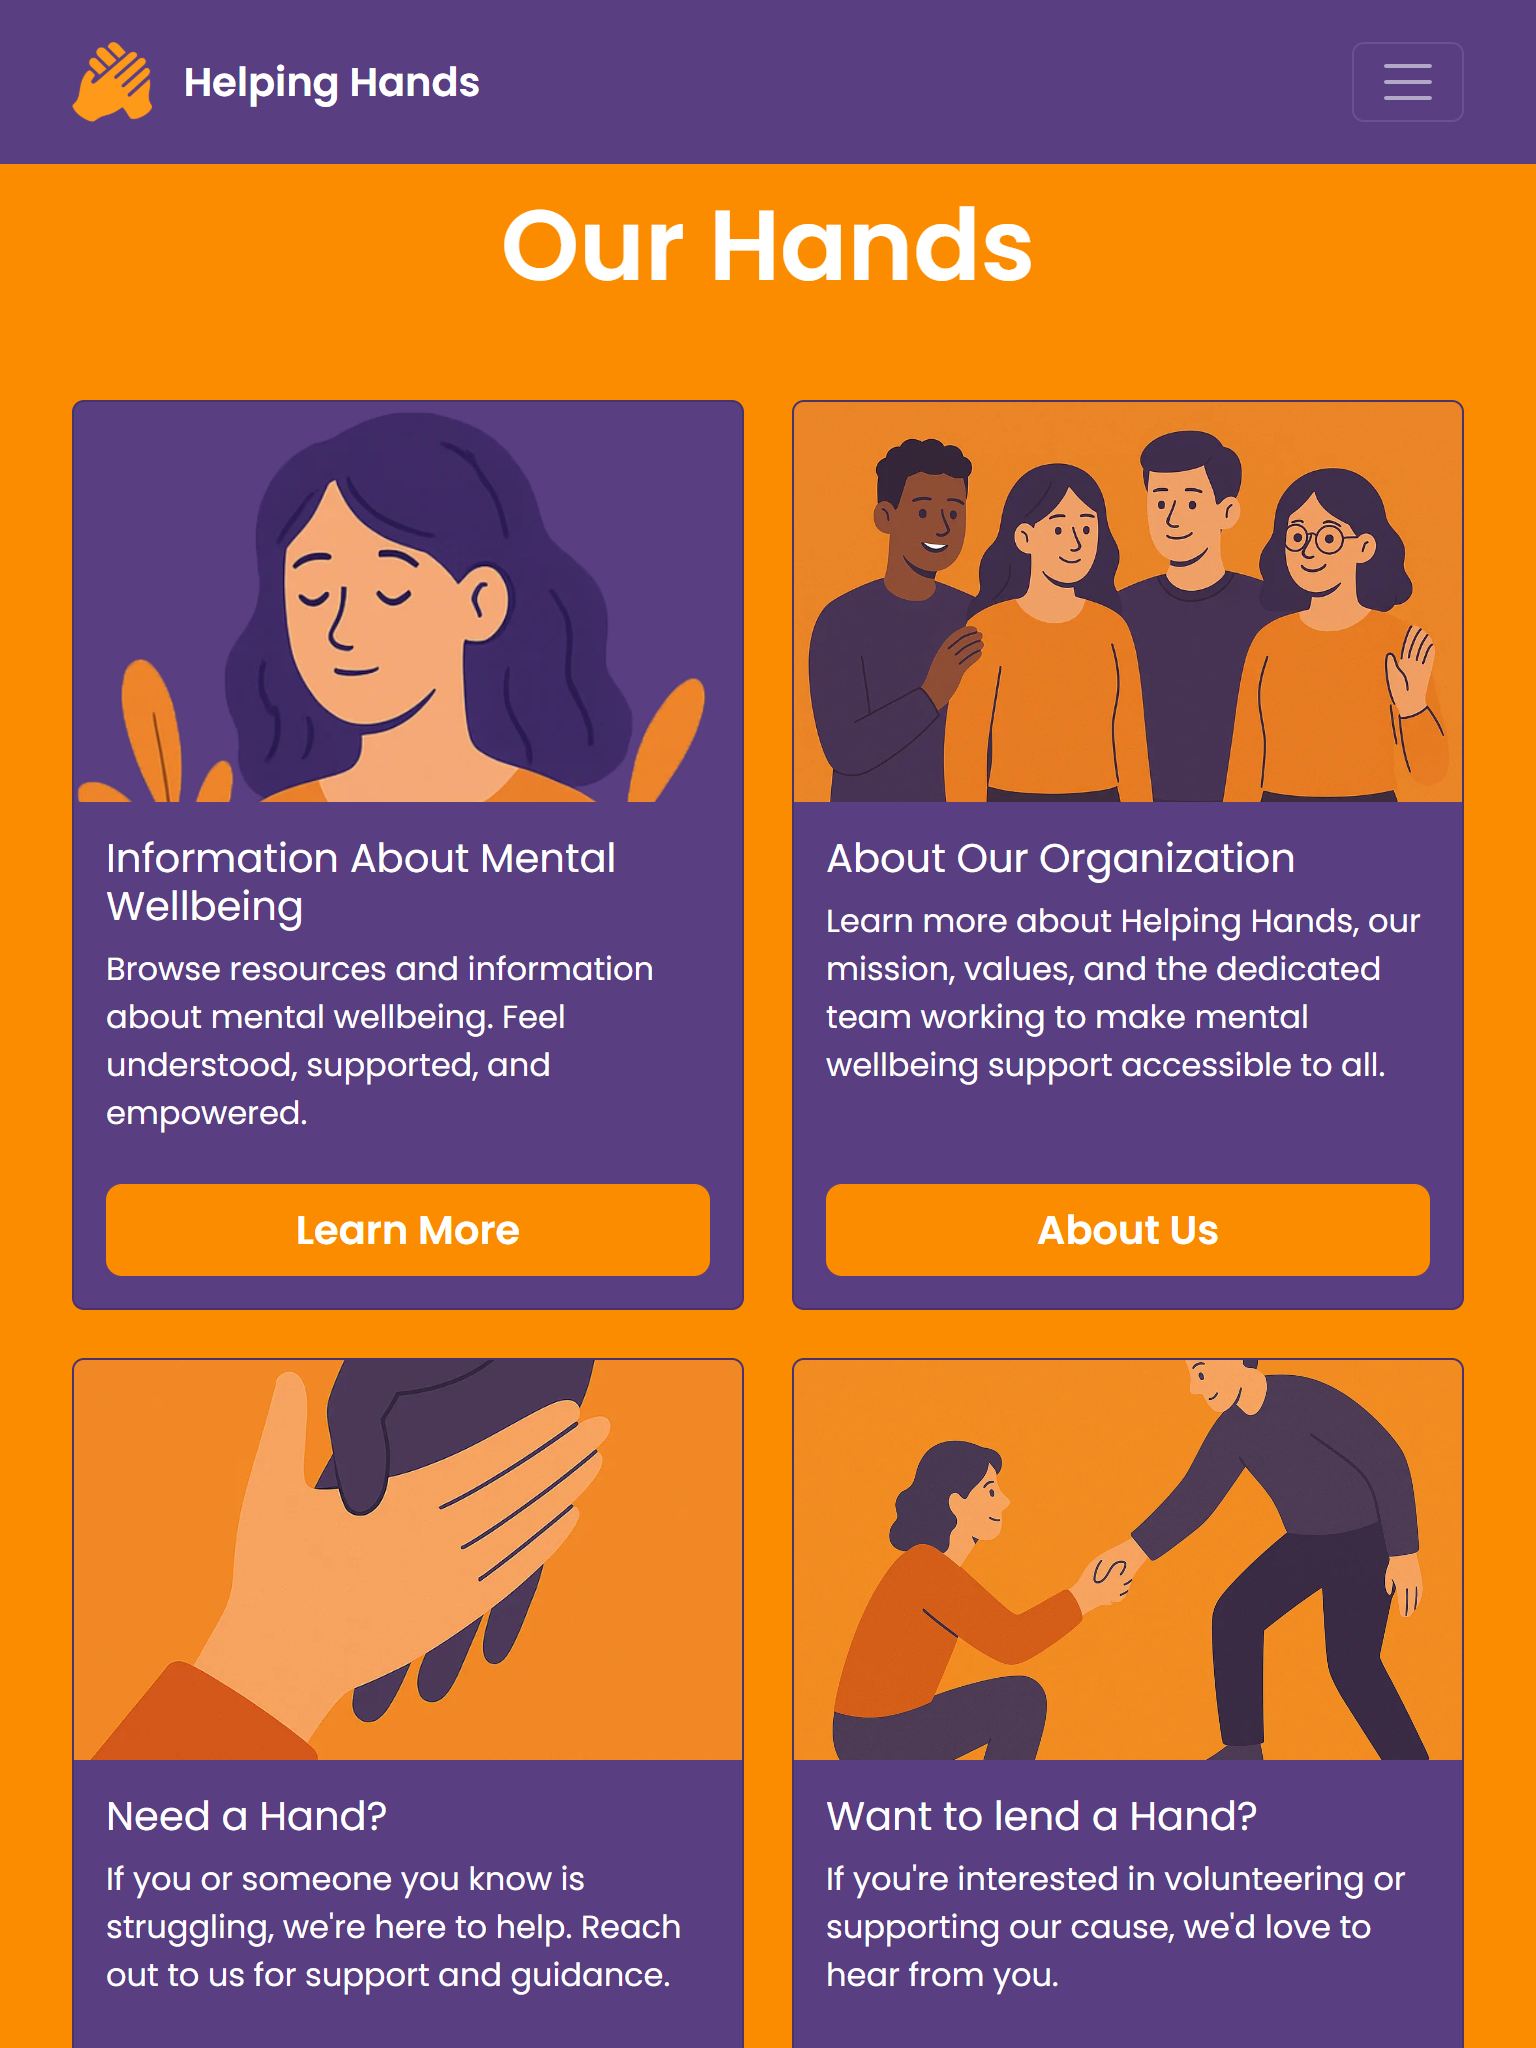 Helping Hands
Our Hands
Information About Mental
Wellbeing
Browse resources and information
about mental wellbeing. Feel
understood, supported, and
empowered.
Learn More
About Our Organization
Learn more about Helping Hands, our
mission, values, and the dedicated
team working to make mental
wellbeing support accessible to all.
About Us
Need a Hand?
If you or someone you know is
struggling, we're here to help. Reach
out to us for support and guidance.
Want to lend a Hand?
If you're interested in volunteering or
supporting our cause, we'd love to
hear from you.